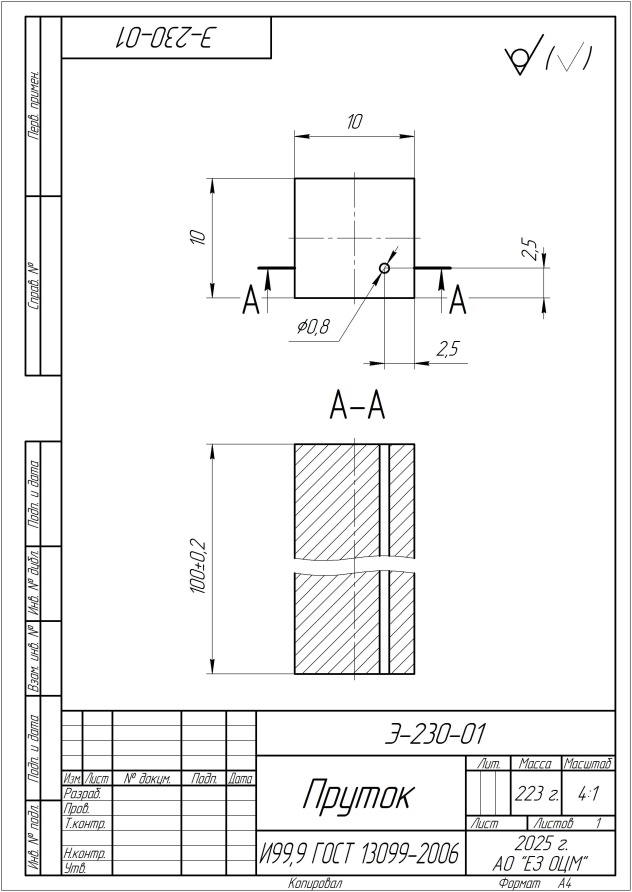 Э-230-01
(√)
Перв. примен.
Справ. №
10
10
2,5
А
А
⌀0,8
2,5
А-А
100±0,2
Подп. и дата
Инв. № дубл.
Взам. инв. №
Подп. и дата
Инв. № подл.
Э-230-01
Изм. Лист № докум. Подп. Дата
Разраб.
Пров.
Т.контр.
Н.контр.
Утв.
Пруток
Лит. Масса Масштаб
223 г. 4:1
Лист Листов 1
И99,9 ГОСТ 13099-2006
2025 г.
АО "ЕЗ ОЦМ"
Копировал Формат А4